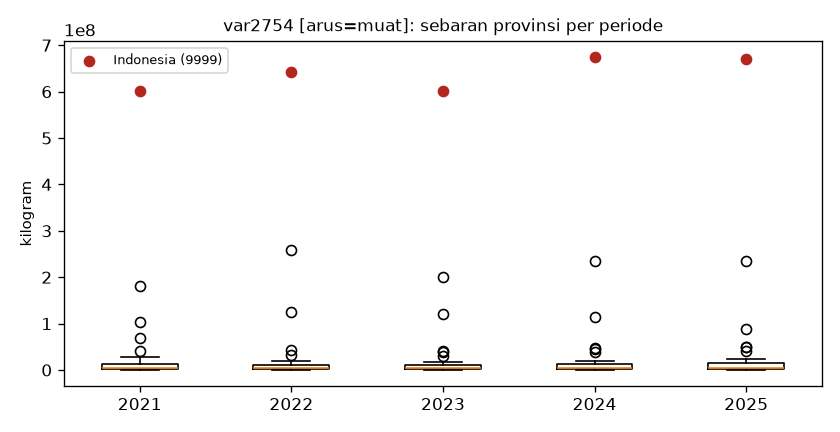 var2754 [arus=muat]: sebaran provinsi per periode
1e8
Indonesia (9999)
7
6
5
4
3
2
1
0
kilogram
2021 2022 2023 2024 2025